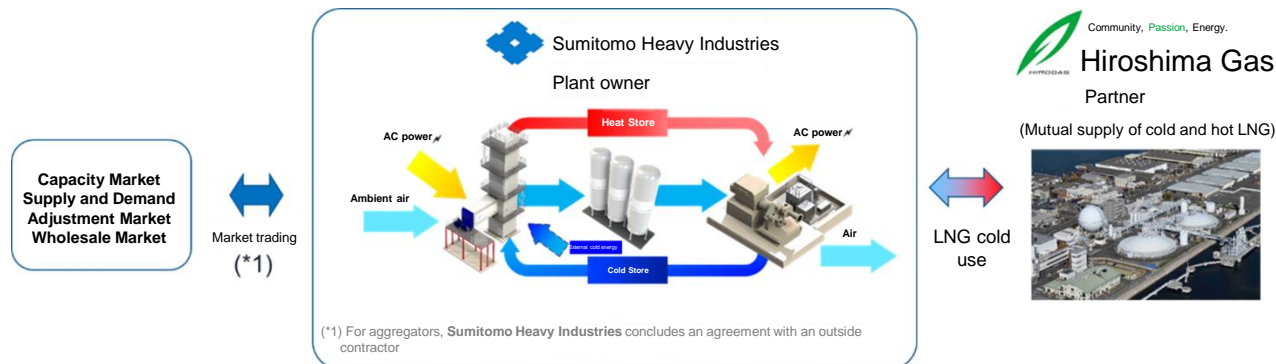 Capacity Market
Supply and Demand
Adjustment Market
Wholesale Market
Market trading
(*1)
Sumitomo Heavy Industries
Plant owner
AC power
Ambient air
Heat Store
AC power
External cold energy
Cold Store
Air
(*1) For aggregators, Sumitomo Heavy Industries concludes an agreement with an outside
contractor
LNG cold
use
HIROGAS
Community, Passion, Energy.
Hiroshima Gas
Partner
(Mutual supply of cold and hot LNG)